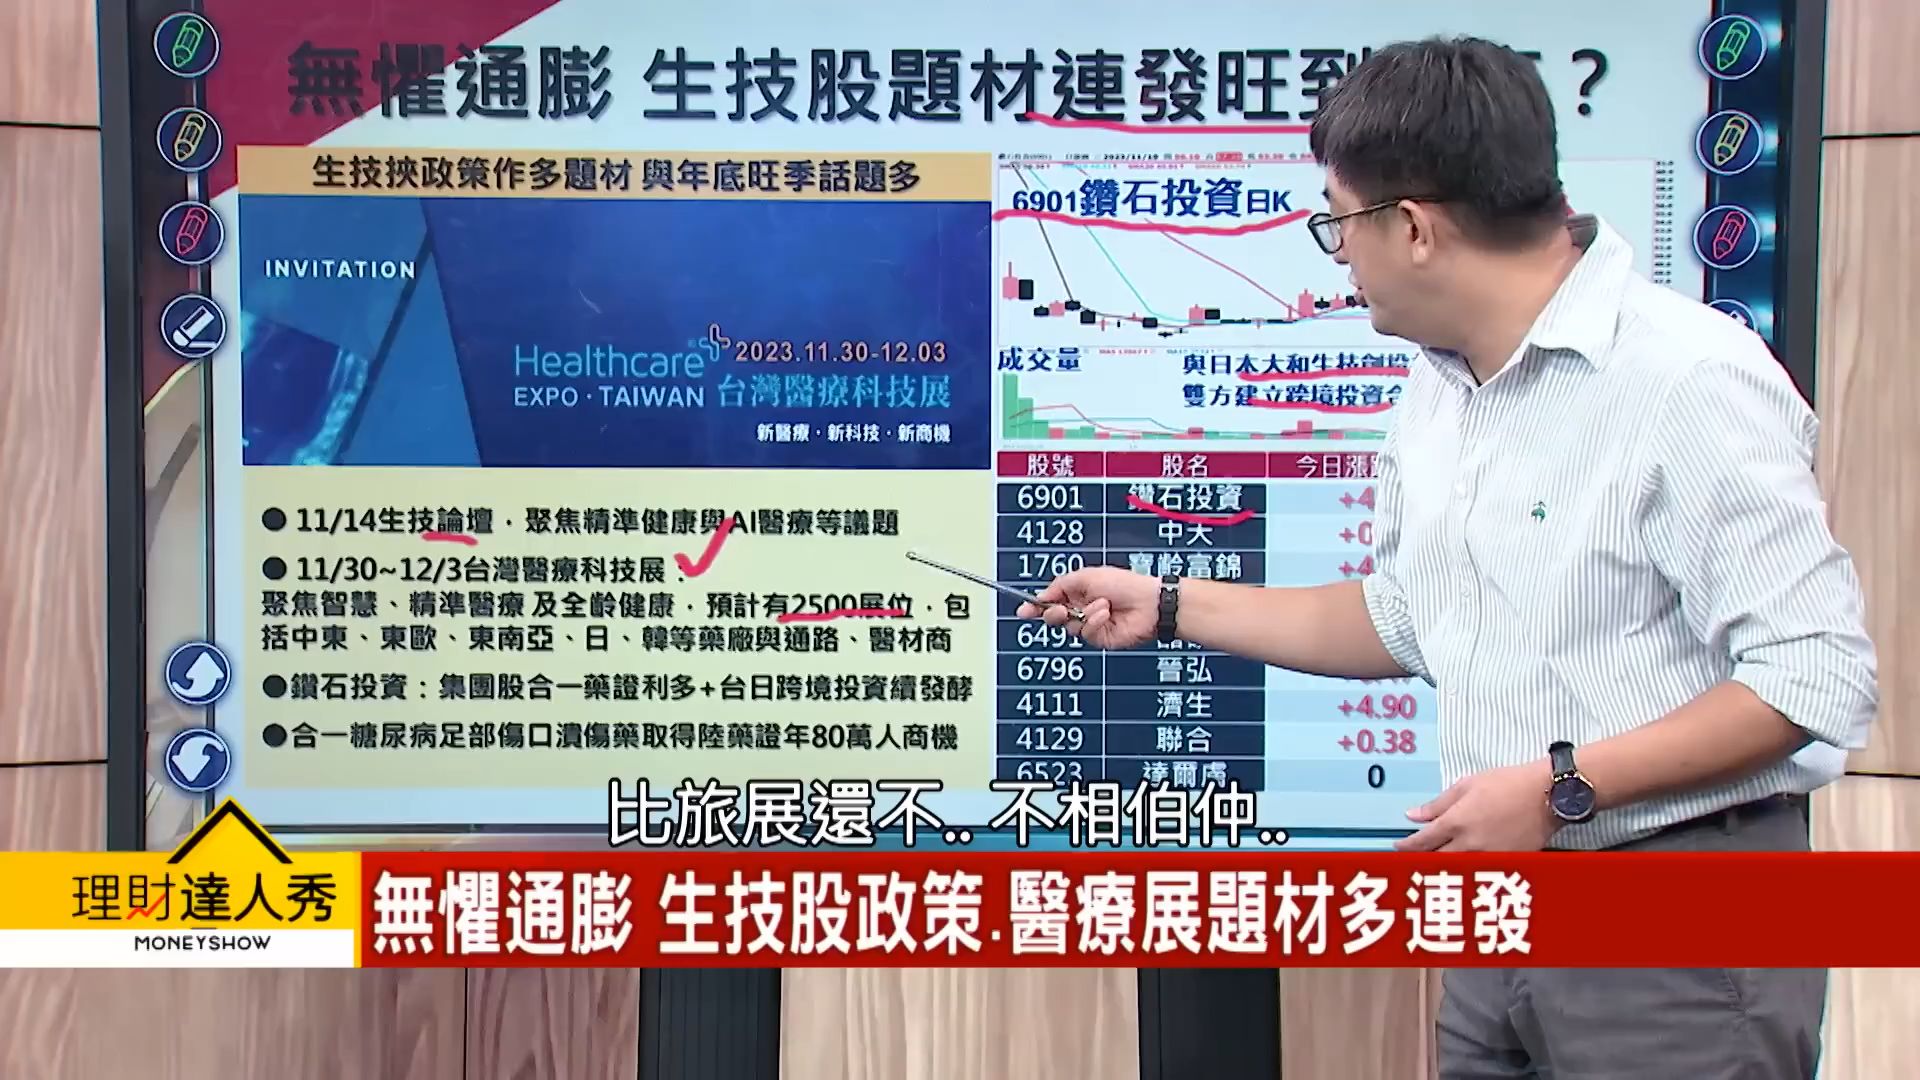 無懼通膨 生技股題材連發旺到
？
生技挾政策作多題材 與年底旺季話題多
INVITATION
Healthcare
2023.11.30-12.03
EXPO·TAIWAN 台灣醫療科技展
新醫療·新科技·新商機
●11/14生技論壇，聚焦精準健康與AI醫療等議題
●11/30~12/3台灣醫療科技展：
聚焦智慧、精準醫療及全齡健康，預計有2500展位，包
括中東、東歐、東南亞、日、韓等藥廠與通路、醫材商
●鑽石投資：集團股合一藥證利多+台日跨境投資續發酵
●合一糖尿病足部傷口潰傷藥取得陸藥證年80萬人商機
6901鑽石投資日K
成交量
與日本大和生技創投
雙方建立跨境投資合
股號 股名 今日漲
6901 鑽石投資 +4
4128 中大 +0
1760 寶齡富錦 +4
6491
6796 晉弘
4111 濟生 +4.90
4129 聯合 +0.38
6523 達爾膚 0
比旅展還不.. 不相伯仲..
理財達人秀
MONEYSHOW
無懼通膨 生技股政策.醫療展題材多連發